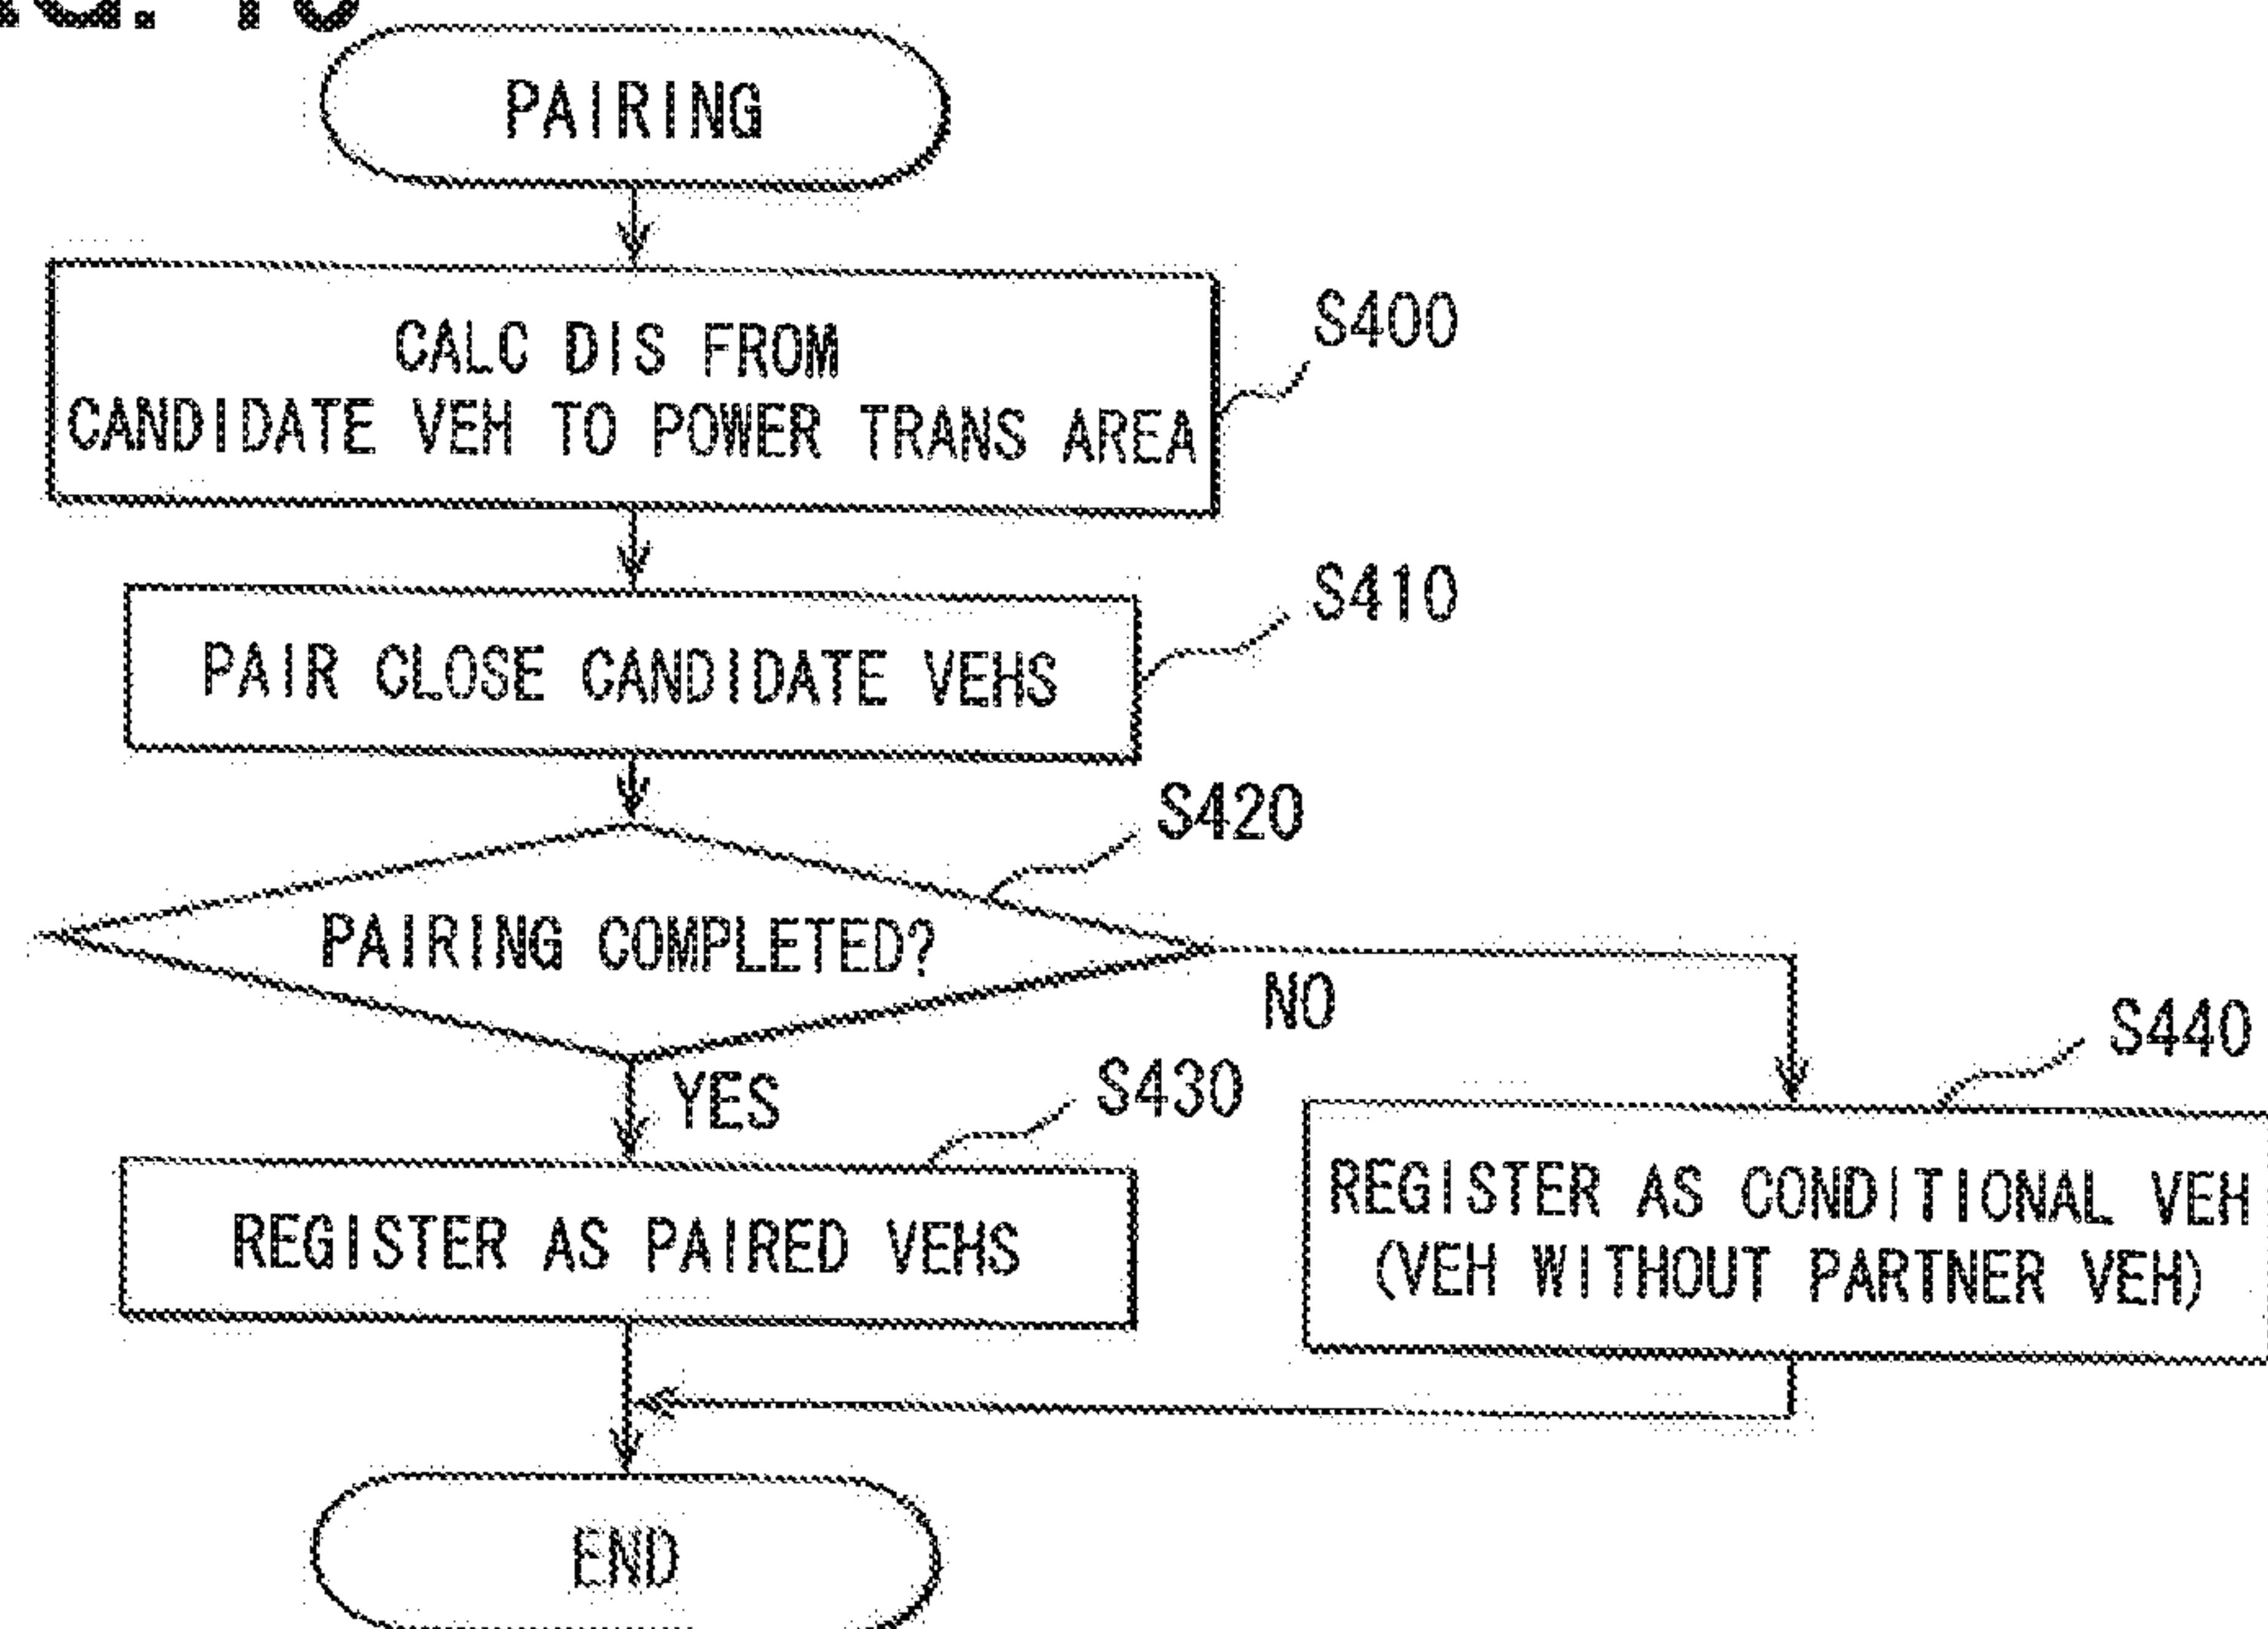 PAIRING
CALC DIS FROM
CANDIDATE VEH TO POWER TRANS AREA
S400
PAIR CLOSE CANDIDATE VEHS
S410
PAIRING COMPLETED?
S420
NO
YES
REGISTER AS PAIRED VEHS
S430
REGISTER AS CONDITIONAL VEH
(VEH WITHOUT PARTNER VEH)
S440
END